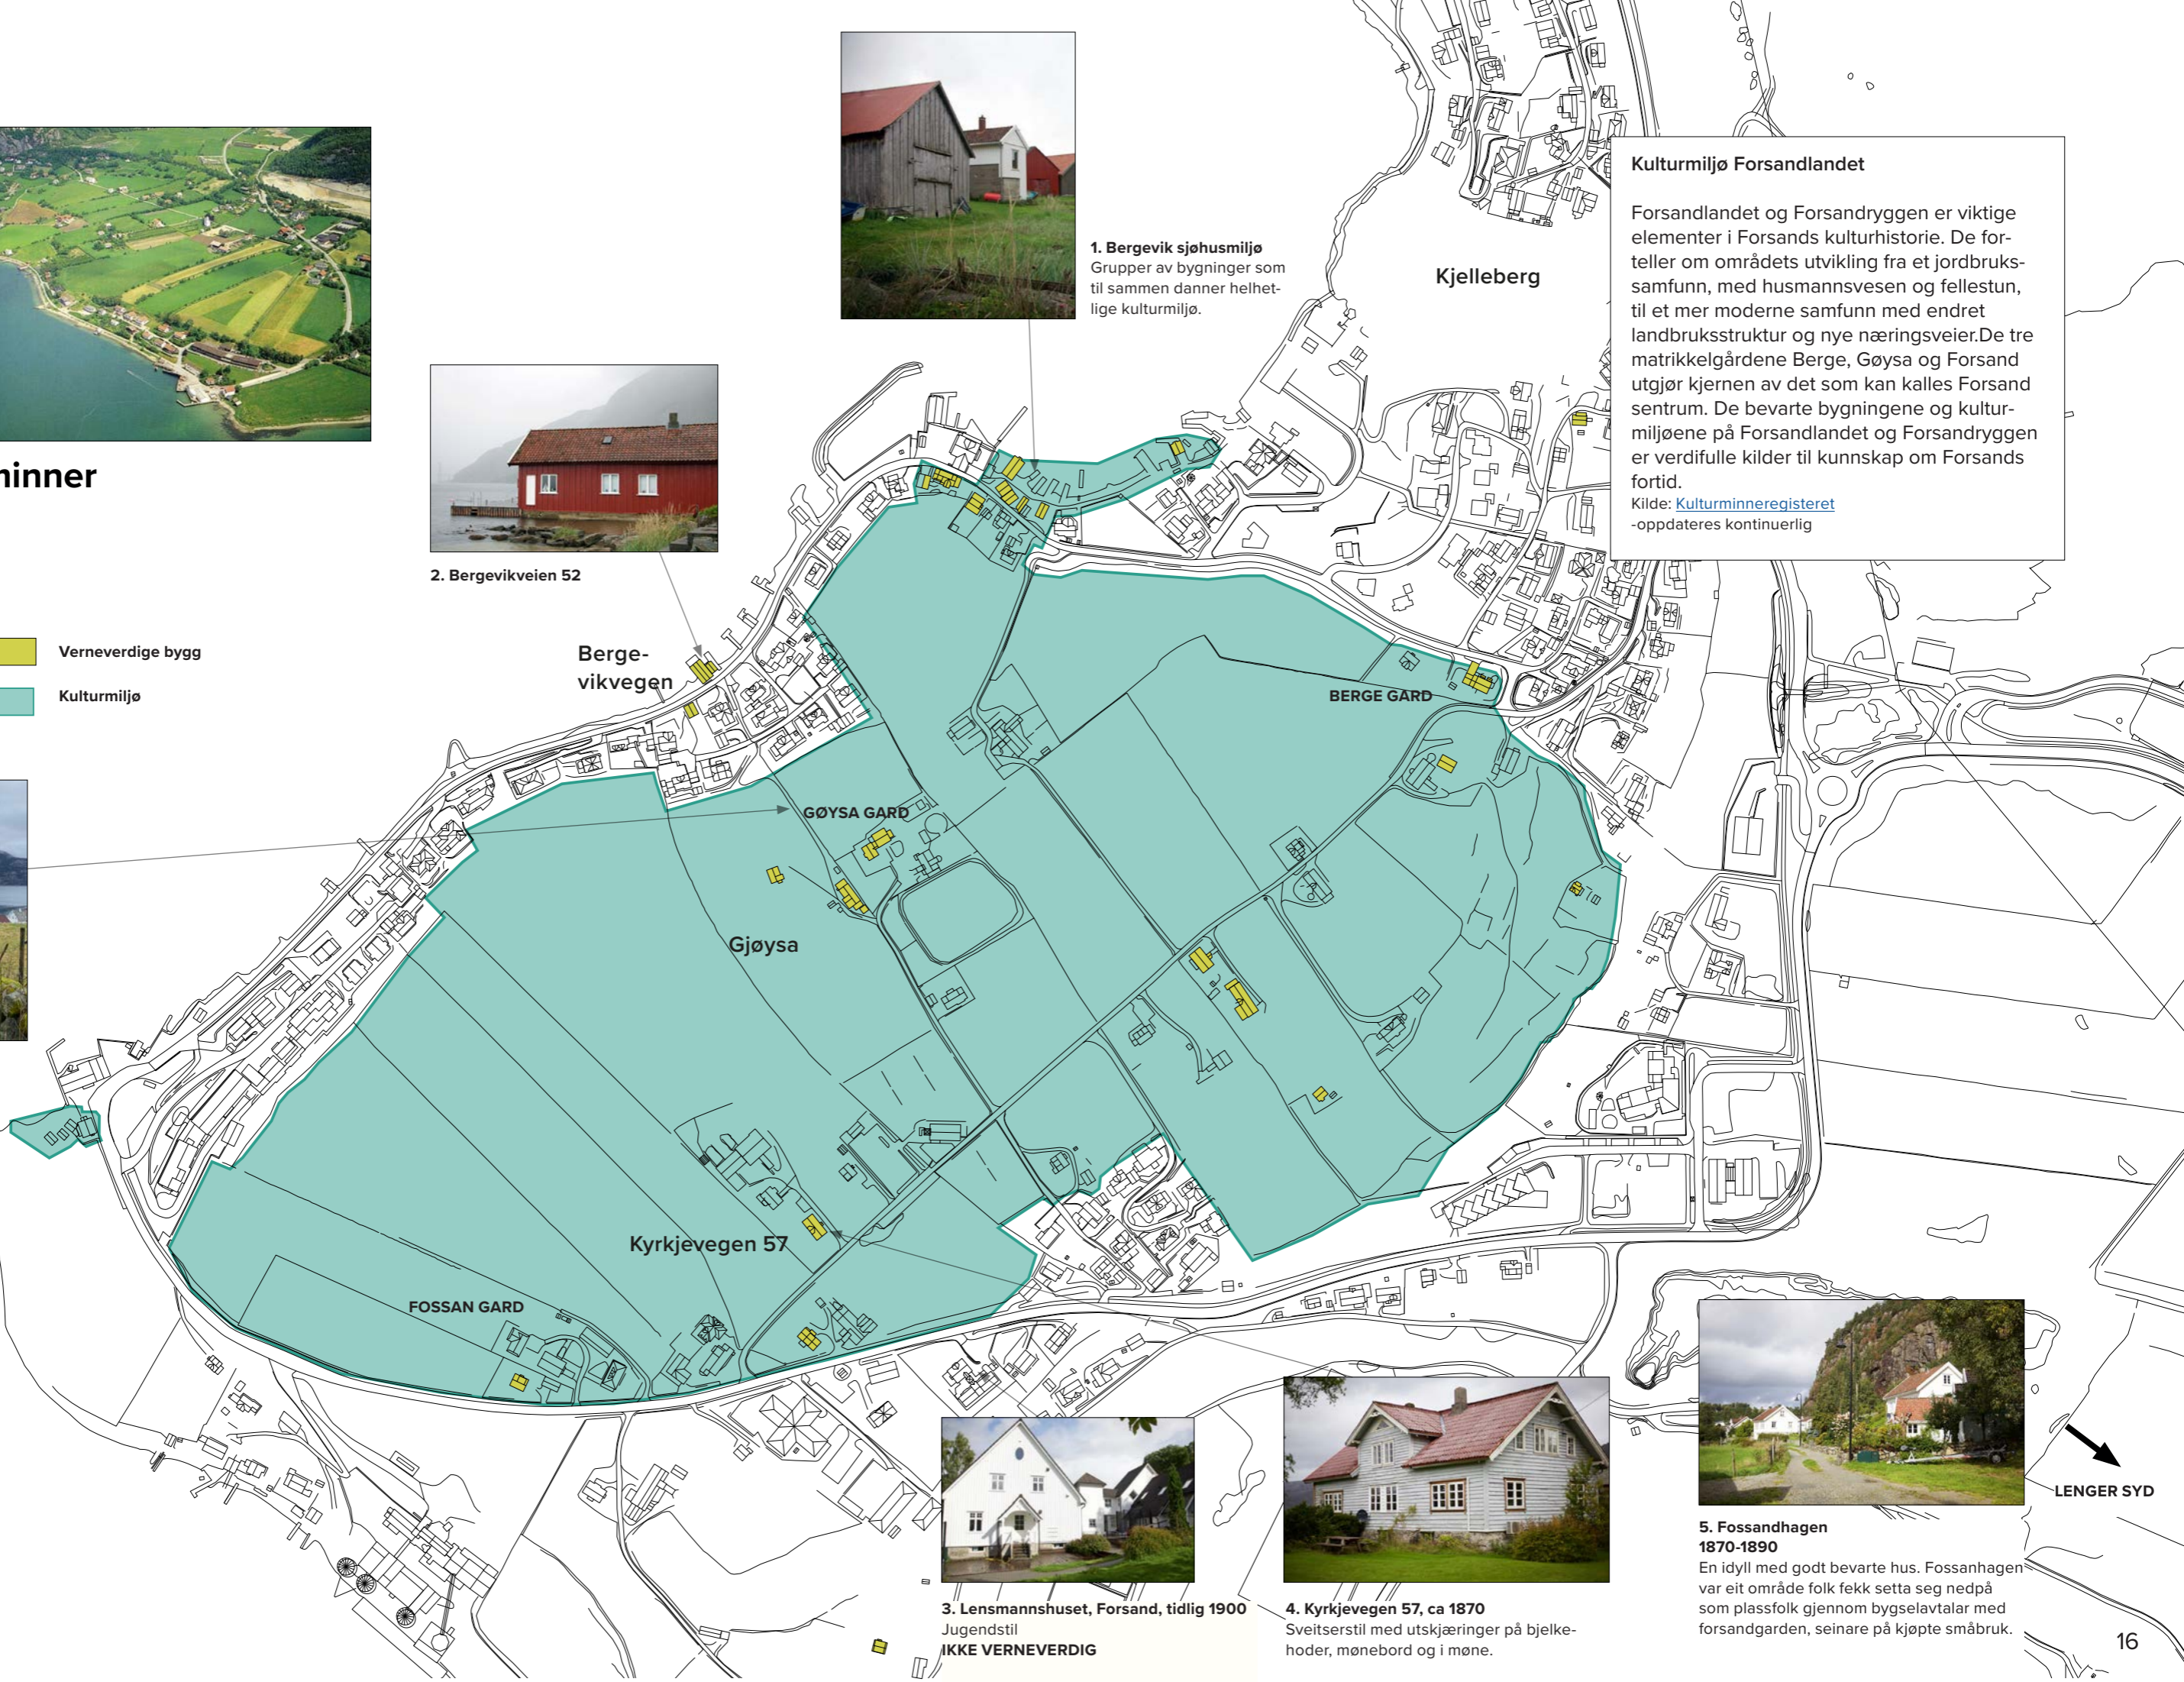 1. Bergevik sjøhusmiljø
Grupper av bygninger som
til sammen danner helhet-
lige kulturmiljø.
Kjelleberg
Kulturmiljø Forsandlandet
Forsandlandet og Forsandryggen er viktige
elementer i Forsands kulturhistorie. De for-
teller om områdets utvikling fra et jordbruks-
samfunn, med husmannsvesen og fellestun,
til et mer moderne samfunn med endret
landbruksstruktur og nye næringsveier.De tre
matrikkelgårdene Berge, Gøysa og Forsand
utgjør kjernen av det som kan kalles Forsand
sentrum. De bevarte bygningene og kultur-
miljøene på Forsandlandet og Forsandryggen
er verdifulle kilder til kunnskap om Forsands
fortid.
Kilde: Kulturminneregisteret
-oppdateres kontinuerlig
2. Bergevikveien 52
Verneverdige bygg
Kulturmiljø
Berge-
vikvegen
BERGE GARD
GØYSA GARD
Gjøysa
Kyrkjevegen 57
FOSSAN GARD
3. Lensmannshuset, Forsand, tidlig 1900
Jugendstil
IKKE VERNEVERDIG
4. Kyrkjevegen 57, ca 1870
Sveitserstil med utskjæringer på bjelke-
hoder, mønebord og i møne.
LENGER SYD
5. Fossandhagen
1870-1890
En idyll med godt bevarte hus. Fossanhagen
var eit område folk fekk setta seg nedpå
som plassfolk gjennom bygselavtalar med
forsandgarden, seinare på kjøpte småbruk.
16